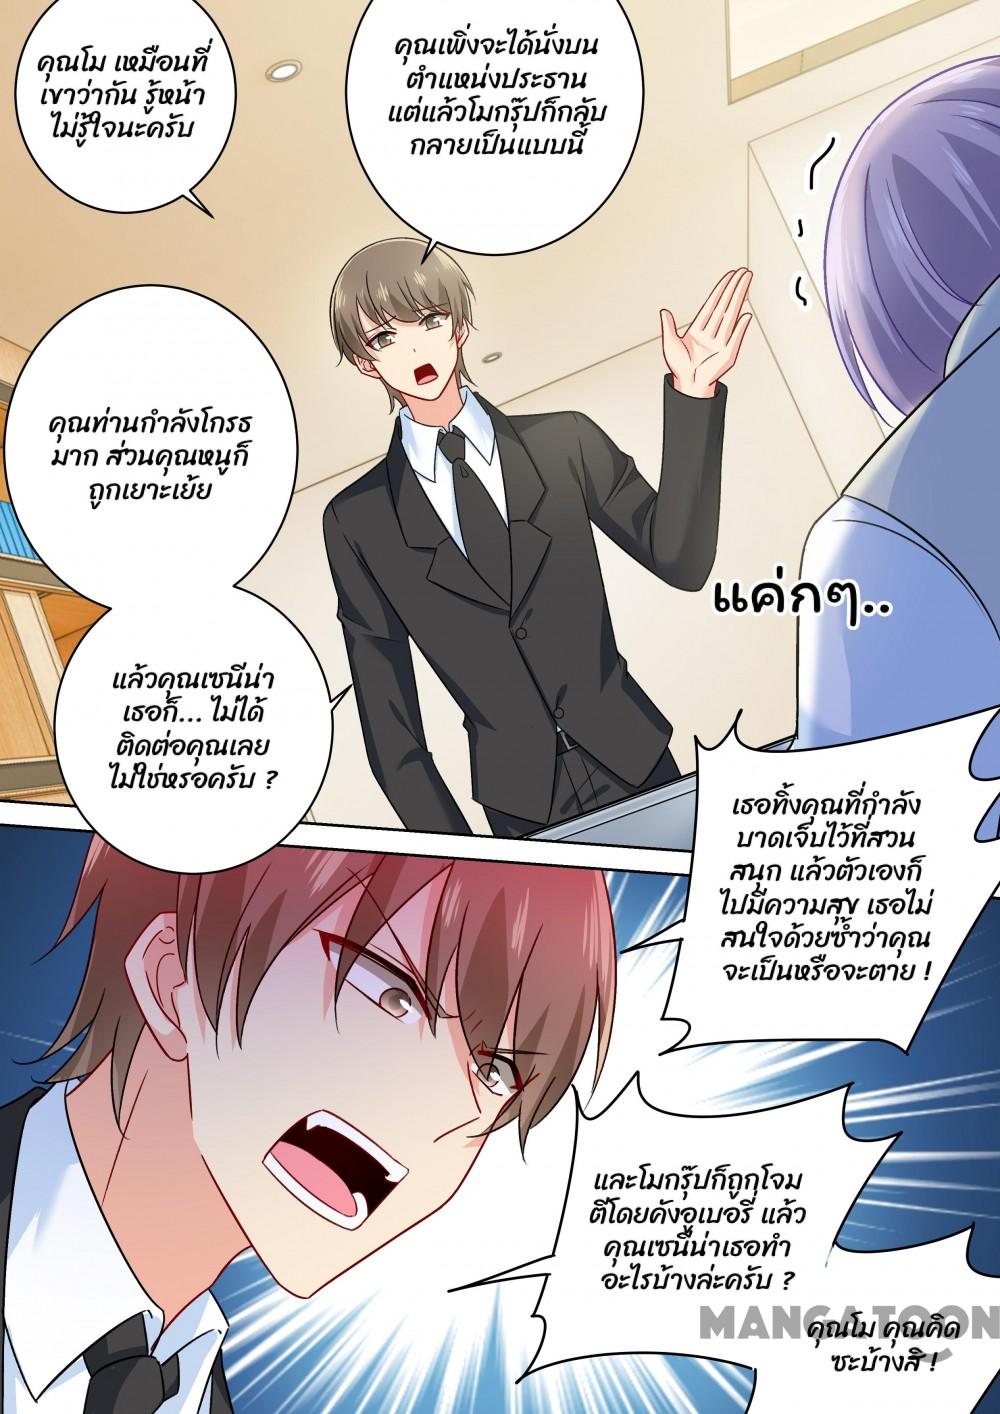 คุณโม เหมือนที่
เขาว่ากัน รู้หน้า
ไม่รู้ใจนะครับ
คุณเพิ่งจะได้นั่งบน
ตำแหน่งประธาน
แต่แล้วโมกรุ๊ปก็กลับ
กลายเป็นแบบนี้
คุณท่านกำลังโกรธ
มาก ส่วนคุณหนูก็
ถูกเยาะเย้ย
แค่กๆ..
แล้วคุณเซนีน่า
เธอก็... ไม่ได้
ติดต่อคุณเลย
ไม่ใช่หรอครับ ?
เธอทิ้งคุณที่กำลัง
บาดเจ็บไว้ที่สวน
สนุก แล้วตัวเองก็
ไปมีความสุข เธอไม่
สนใจด้วยซ้ำว่าคุณ
จะเป็นหรือจะตาย !
และโมกรุ๊ปก็ถูกโจม
ตีโดยคังอูเบอรี่ แล้ว
คุณเซนีน่าเธอทำ
อะไรบ้างล่ะครับ ?
คุณโม คุณคิด
ซะบ้างสิ !
MANGATOON